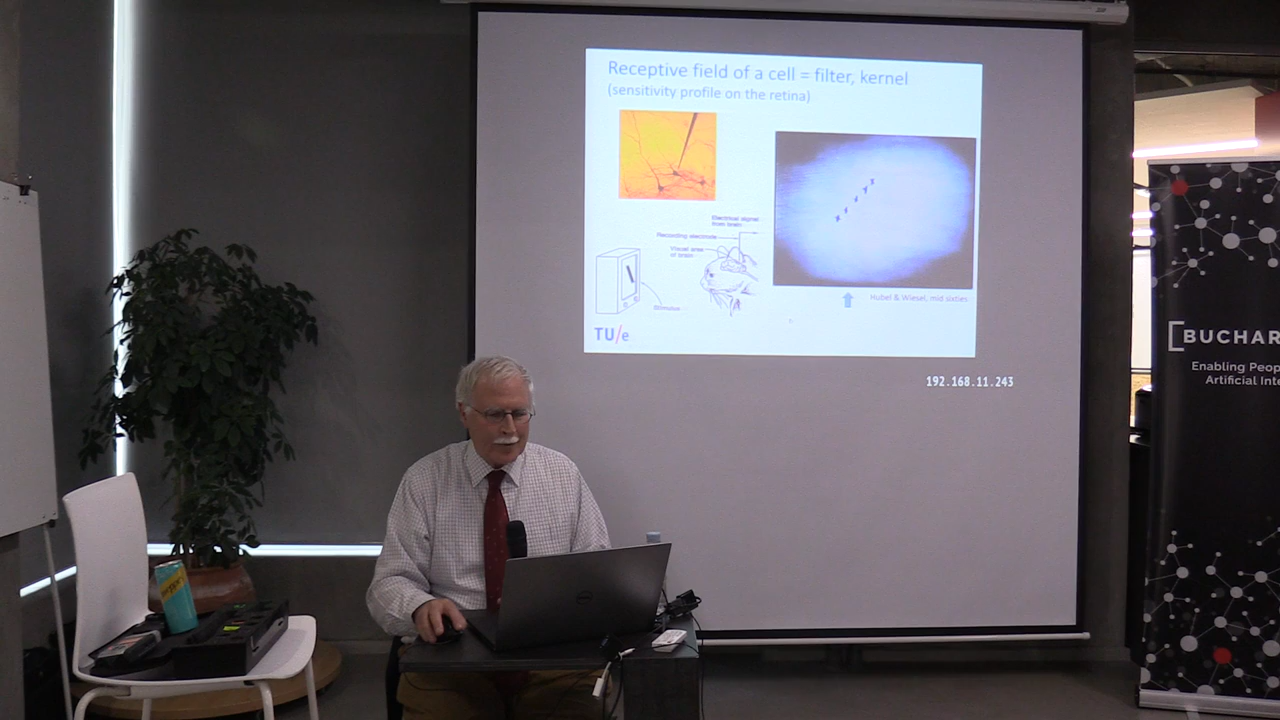 Receptive field of a cell = filter, kernel
(sensitivity profile on the retina)
Electrical signal
from brain
Recording electrode
Visual area
of brain
Stimulus
Hubel & Wiesel, mid sixties
TU/e
192.168.11.243
[BUCHAR
Enabling Peop
Artificial Inte